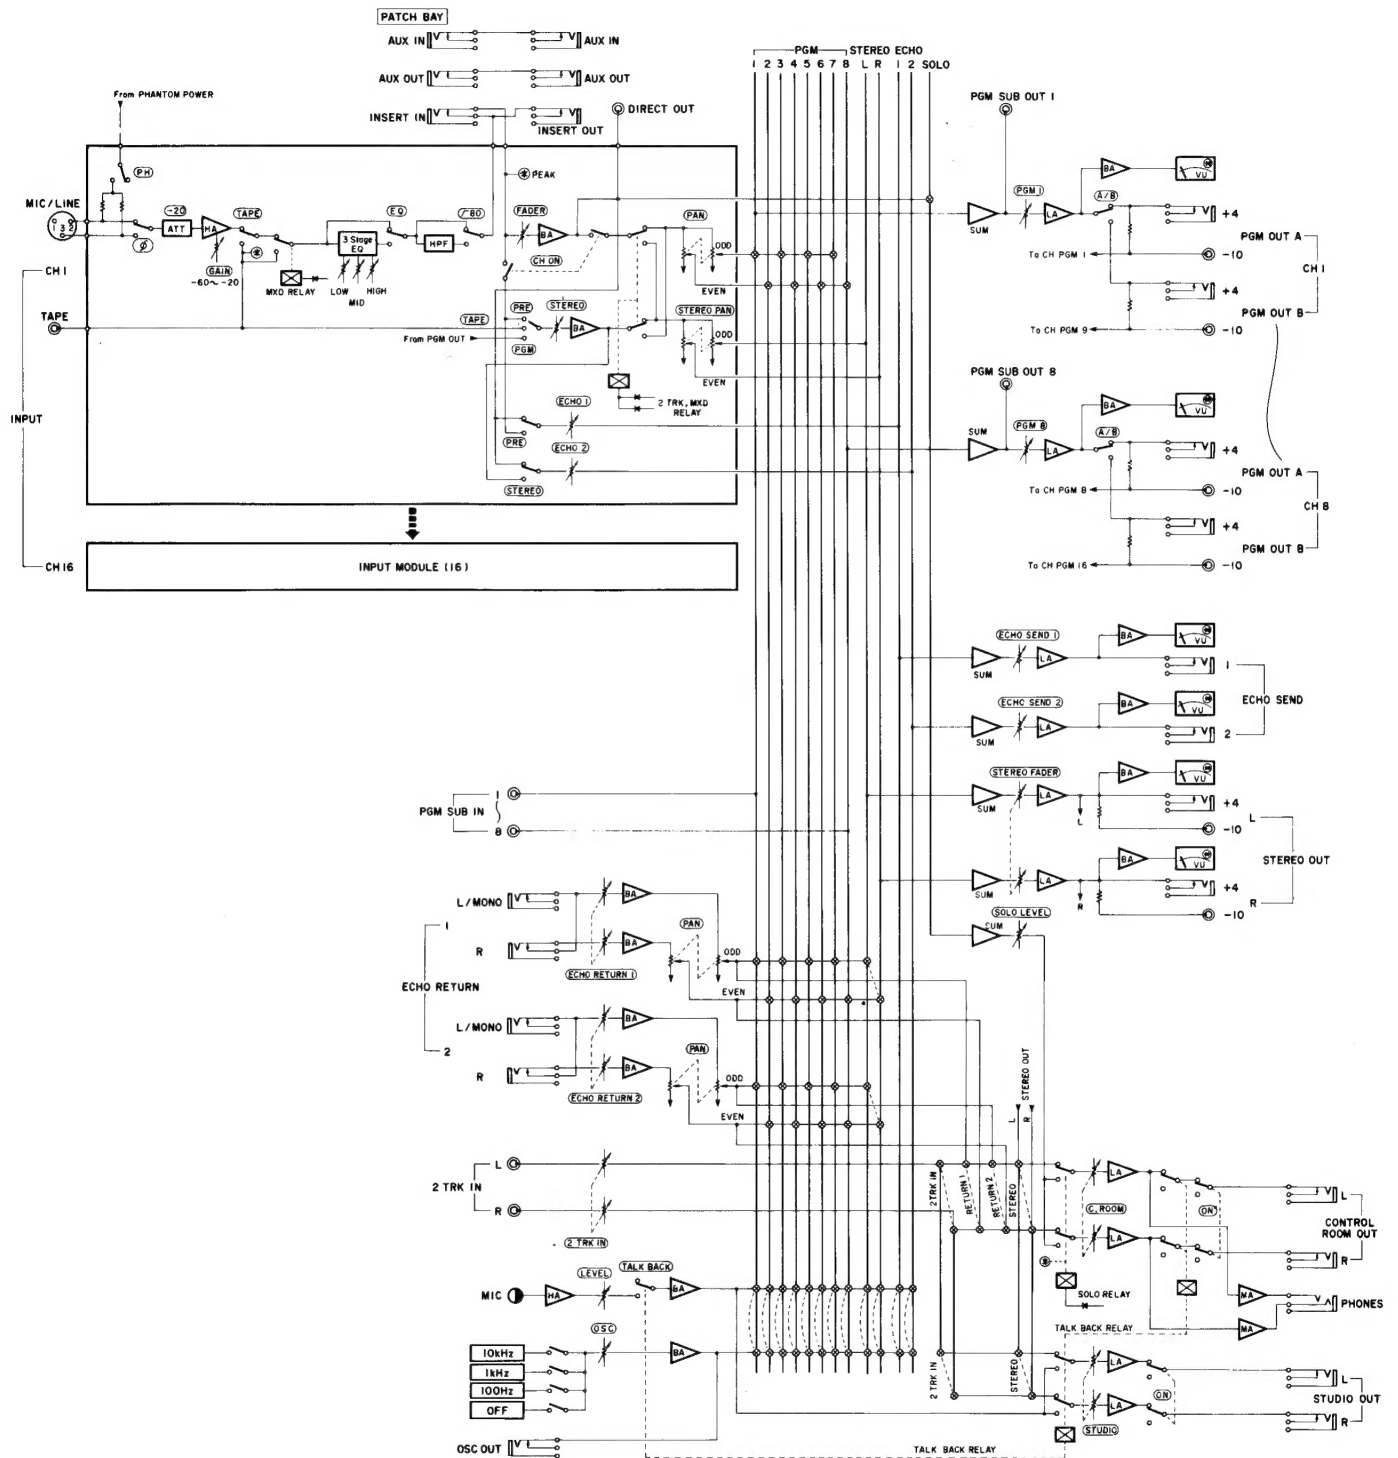 PATCH BAY
AUX IN
AUX IN
AUX OUT
AUX OUT
INSERT IN
INSERT OUT
From PHANTOM POWER
DIRECT OUT
PGM
STEREO ECHO
1 2 3 4 5 6 7 8 L R 1 2 SOLO
PH
PEAK
MIC/LINE
1 3 2
Ø
-20
ATT
HA
GAIN
-60~-20
TAPE
MXD RELAY
3 Stage EQ
LOW
MID
HIGH
EQ
HPF
80
FADER
BA
CH ON
PAN
ODD
EVEN
CH 1
TAPE
PRE
TAPE
PGM
From PGM OUT
STEREO
BA
STEREO PAN
ODD
EVEN
2 TRK, MXD RELAY
ECHO 1
PRE
ECHO 2
STEREO
INPUT
CH 16
INPUT MODULE (16)
PGM SUB OUT 1
SUM
PGM 1
LA
BA
VU
A/B
+4
PGM OUT A
To CH PGM 1
-10
CH 1
+4
PGM OUT B
To CH PGM 9
-10
PGM SUB OUT 8
SUM
PGM 8
LA
BA
VU
A/B
+4
PGM OUT A
To CH PGM 8
-10
CH 8
+4
PGM OUT B
To CH PGM 16
-10
SUM
ECHO SEND 1
LA
BA
VU
1
ECHO SEND
SUM
ECHO SEND 2
LA
BA
VU
2
STEREO FADER
SUM
LA
BA
VU
L
+4
-10
L
STEREO OUT
SUM
LA
BA
VU
R
+4
-10
R
SOLO LEVEL
SUM
PGM SUB IN
1
8
ECHO RETURN
1
L/MONO
BA
R
BA
PAN
ECHO RETURN 1
ODD
EVEN
2
L/MONO
BA
R
BA
PAN
ECHO RETURN 2
ODD
EVEN
2 TRK IN
L
R
2 TRK IN
L
R
STEREO OUT
2 TRK IN
RETURN 1
RETURN 2
STEREO
C. ROOM
LA
LA
ON
L
CONTROL ROOM OUT
R
SOLO RELAY
MA
MA
PHONES
TALK BACK RELAY
MIC
HA
LEVEL
TALK BACK
BA
OSC
BA
10kHz
1kHz
100Hz
OFF
OSC OUT
2 TRK IN
STEREO
LA
LA
STUDIO
ON
L
STUDIO OUT
R
TALK BACK RELAY